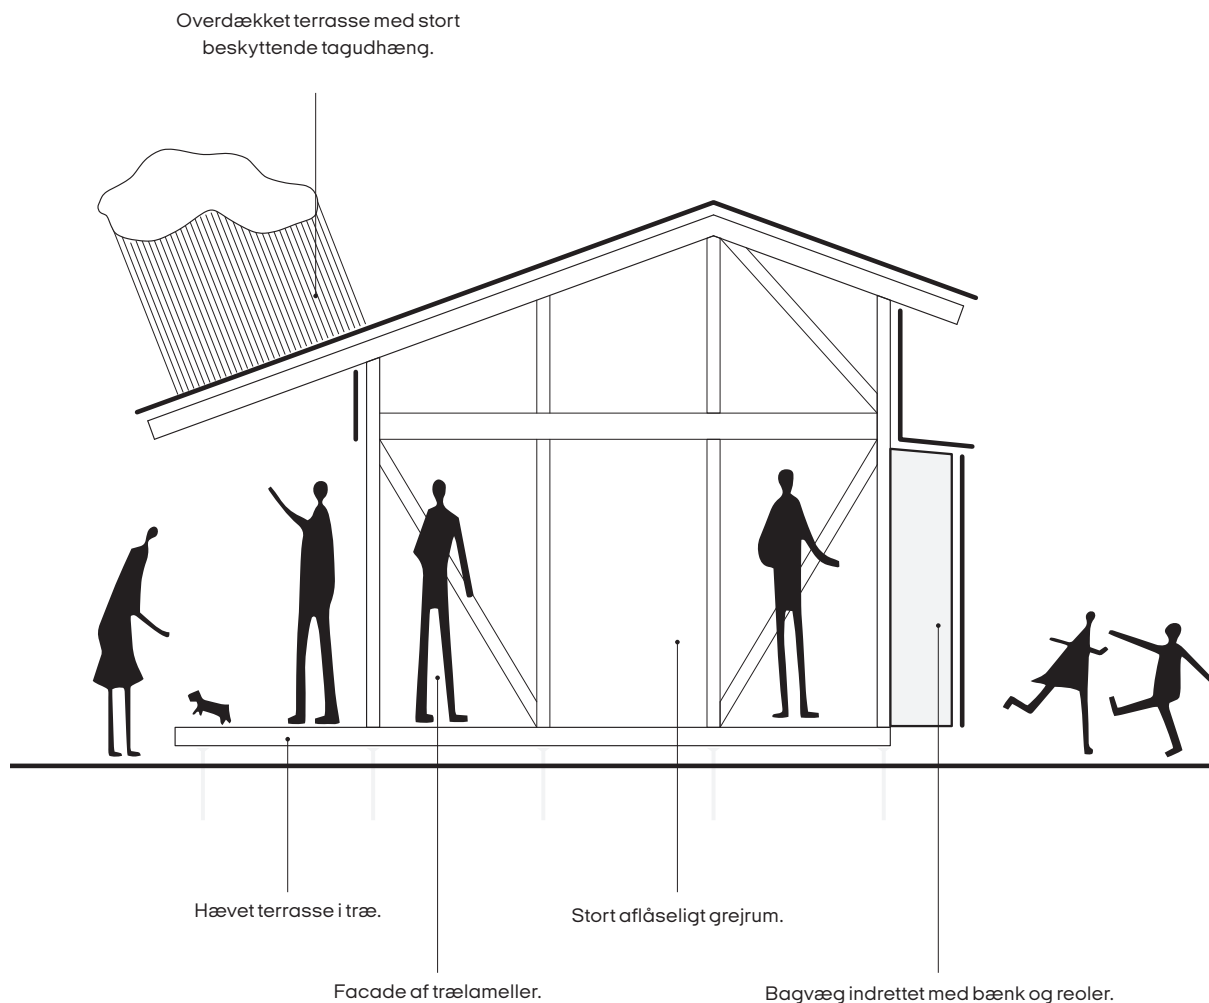 Overdækket terrasse med stort
beskyttende tagudhæng.
Hævet terrasse i træ.
Stort aflåseligt grejrum.
Facade af trælameller.
Bagvæg indrettet med bænk og reoler.